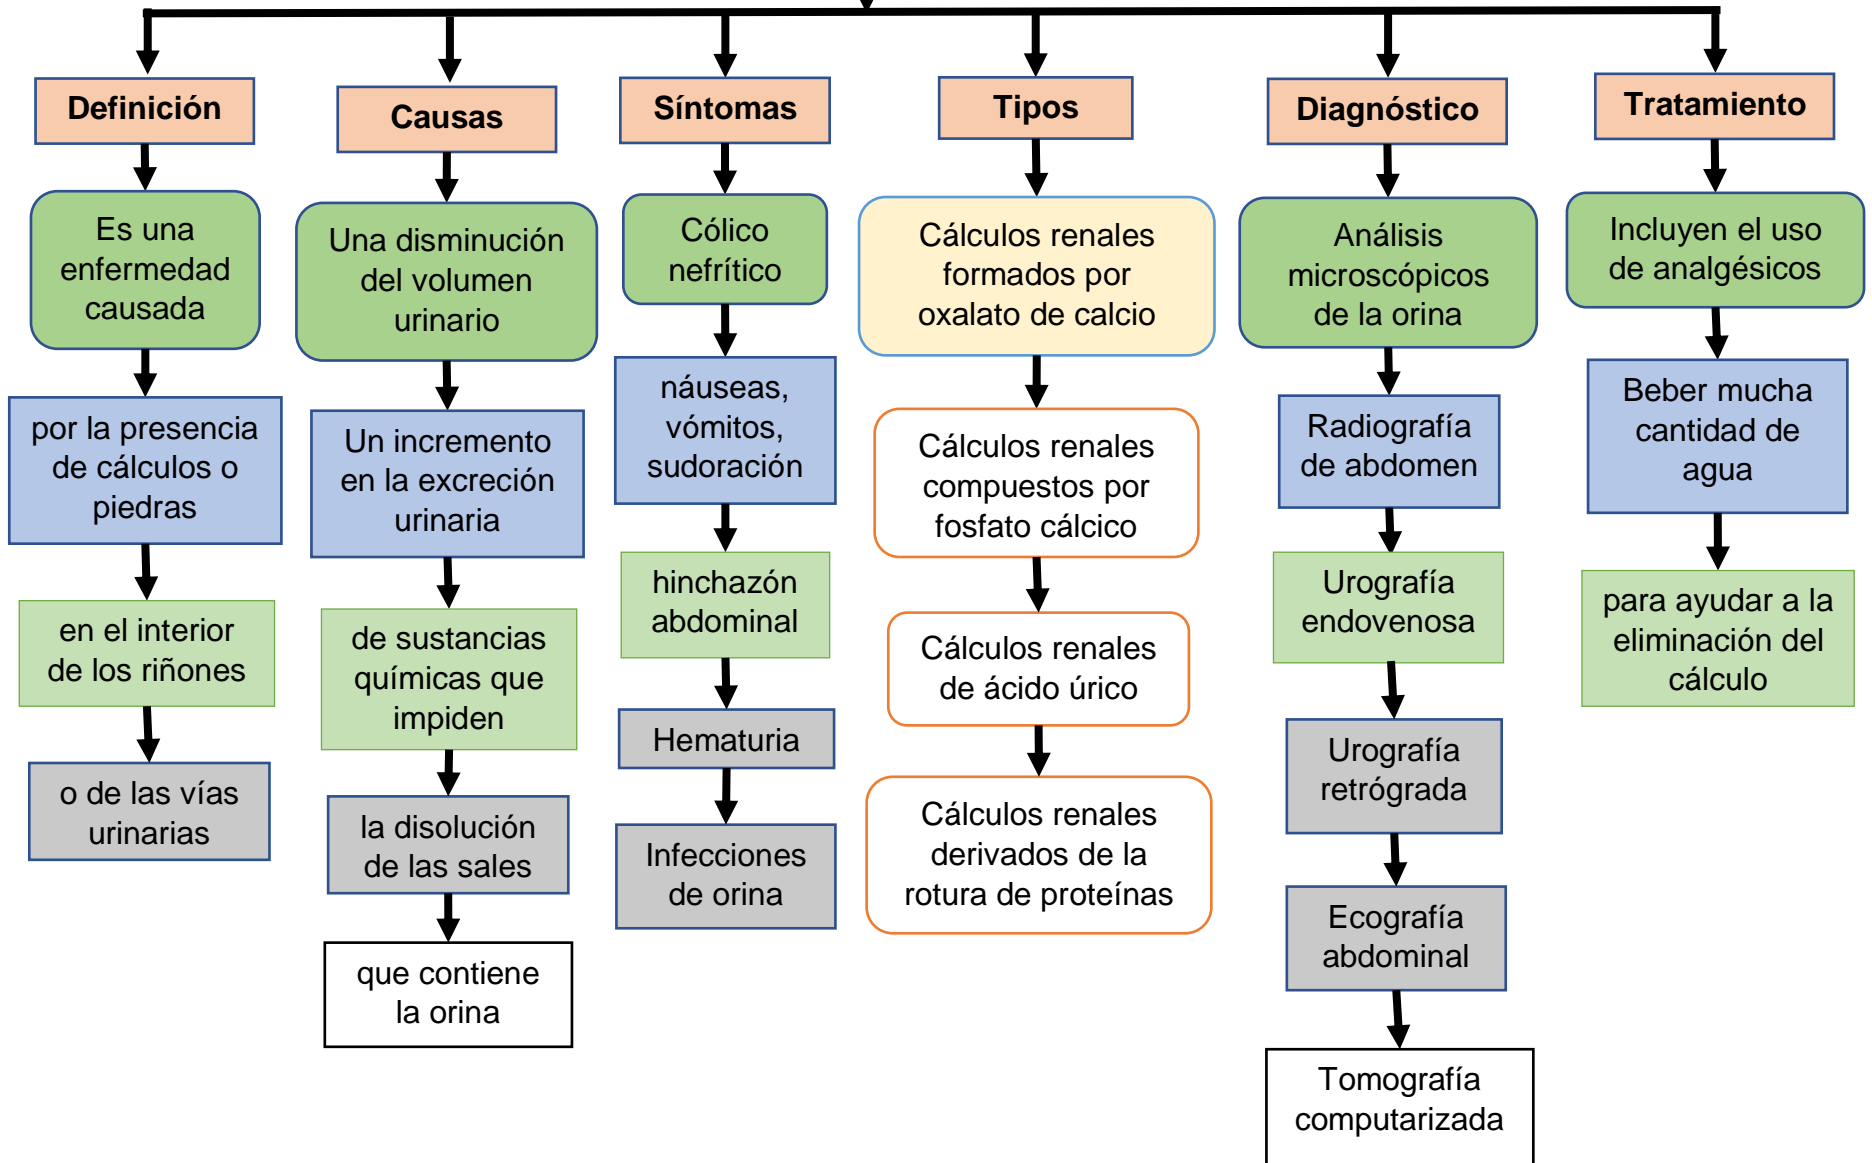 Definición
Es una
enfermedad
causada
por la presencia
de cálculos o
piedras
en el interior
de los riñones
o de las vías
urinarias
Causas
Una disminución
del volumen
urinario
Un incremento
en la excreción
urinaria
de sustancias
químicas que
impiden
la disolución
de las sales
que contiene
la orina
Síntomas
Cólico
nefrítico
náuseas,
vómitos,
sudoración
hinchazón
abdominal
Hematuria
Infecciones
de orina
Tipos
Cálculos renales
formados por
oxalato de calcio
Cálculos renales
compuestos por
fosfato cálcico
Cálculos renales
de ácido úrico
Cálculos renales
derivados de la
rotura de proteínas
Diagnóstico
Análisis
microscópicos
de la orina
Radiografía
de abdomen
Urografía
endovenosa
Urografía
retrógrada
Ecografía
abdominal
Tomografía
computarizada
Tratamiento
Incluyen el uso
de analgésicos
Beber mucha
cantidad de
agua
para ayudar a la
eliminación del
cálculo